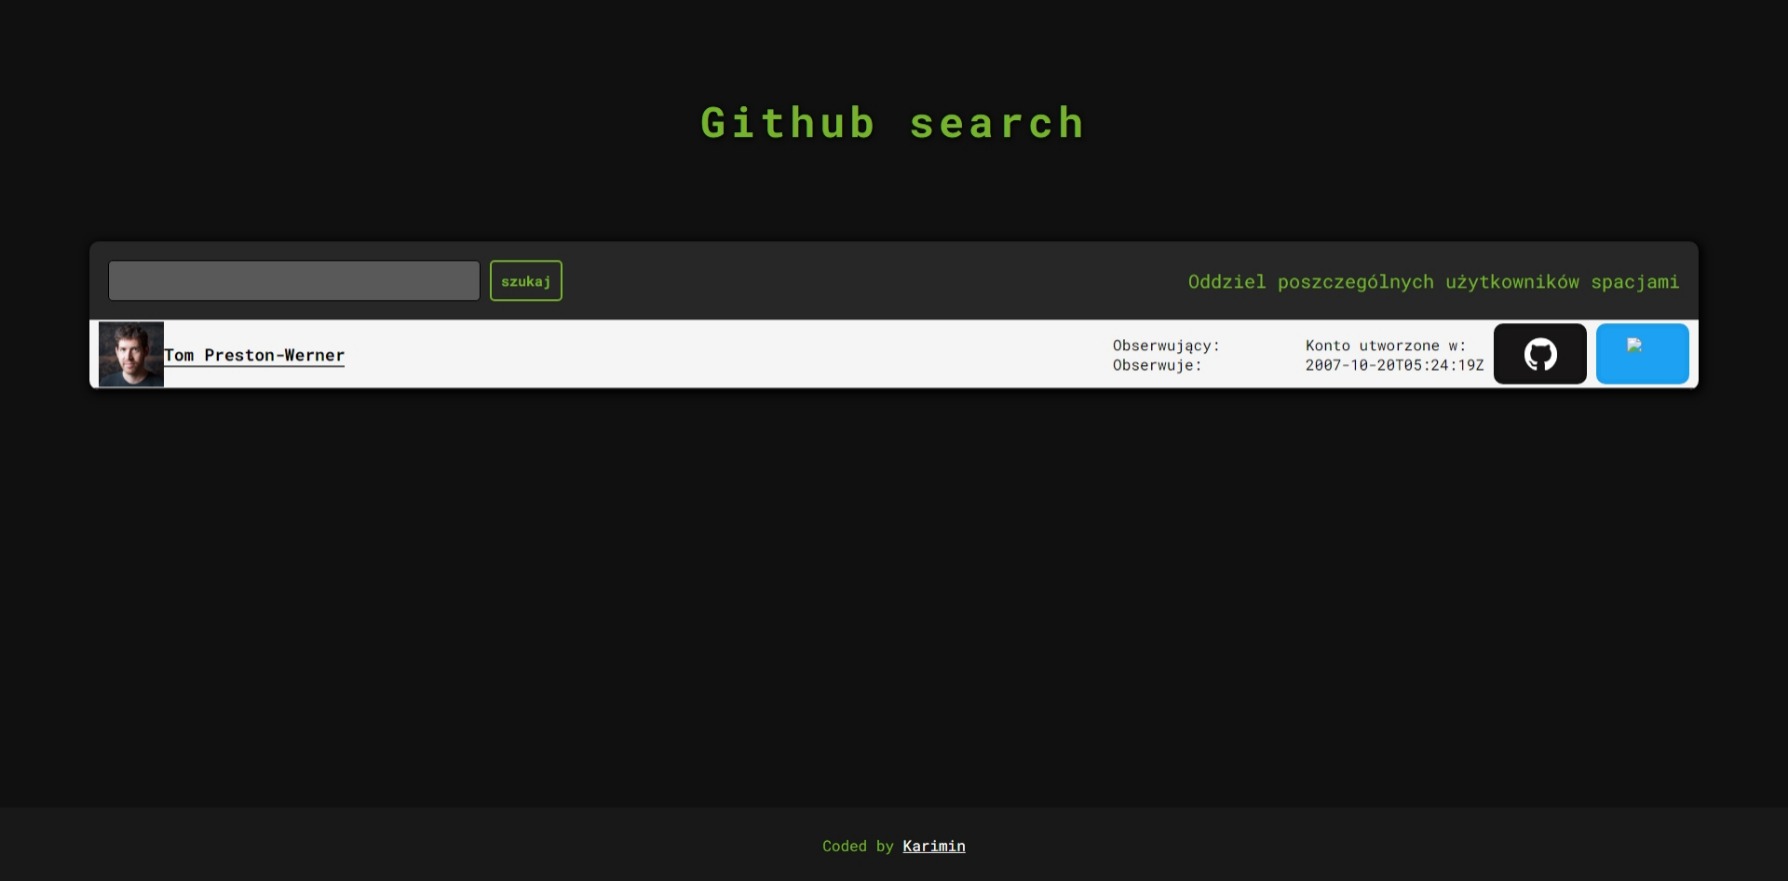 Github search
szukaj
Oddziel poszczególnych użytkowników spacjami
Tom Preston-Werner
Obserwujący:
Obserwuje:
Konto utworzone w:
2007-10-20T05:24:19Z
Coded by Karimin